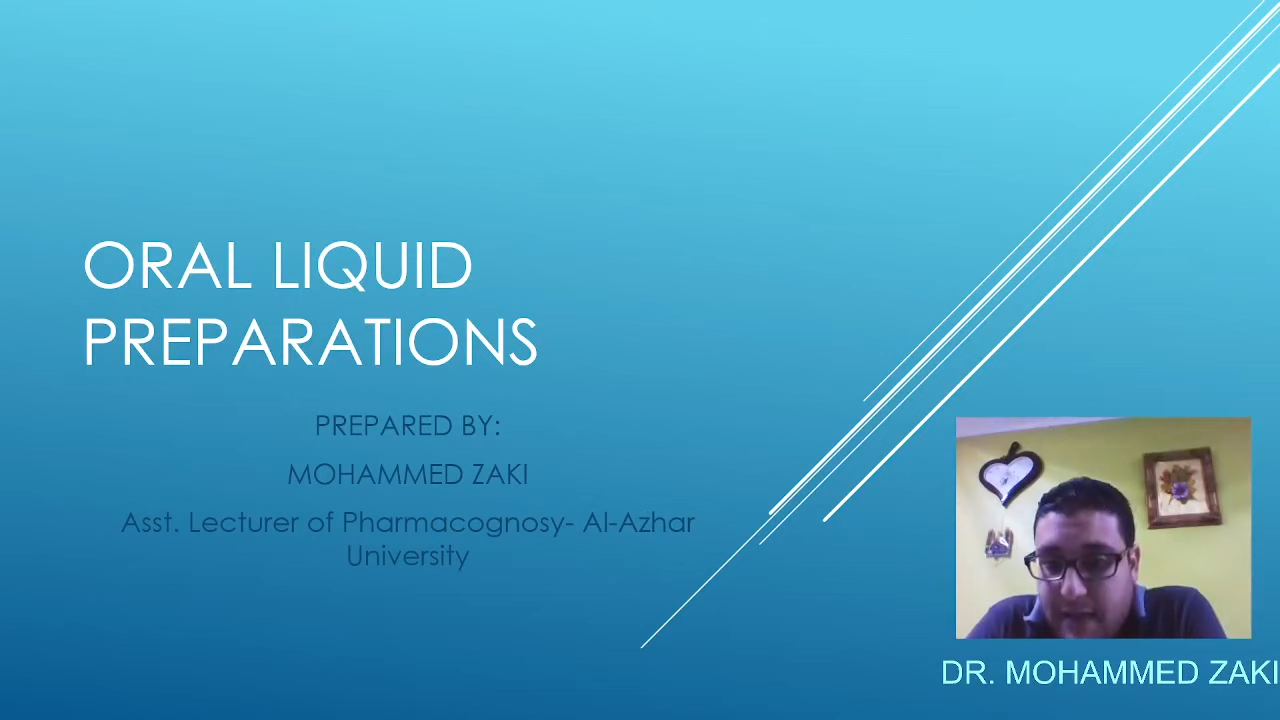 ORAL LIQUID
PREPARATIONS
PREPARED BY:
MOHAMMED ZAKI
Asst. Lecturer of Pharmacognosy- Al-Azhar
University
DR. MOHAMMED ZAKI